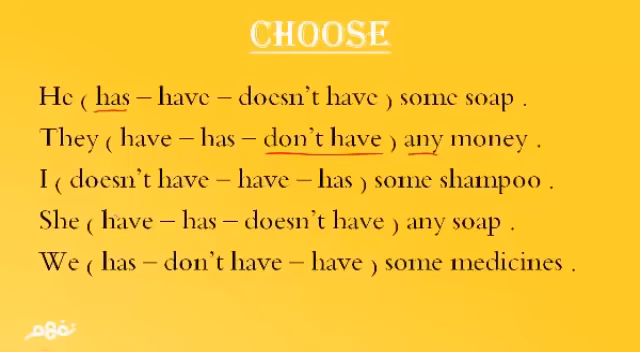 CHOOSE
He ( has – have – doesn't have ) some soap .
They ( have – has – don't have ) any money .
I ( doesn't have – have – has ) some shampoo .
She ( have – has – doesn't have ) any soap .
We ( has – don't have – have ) some medicines .
نفهم